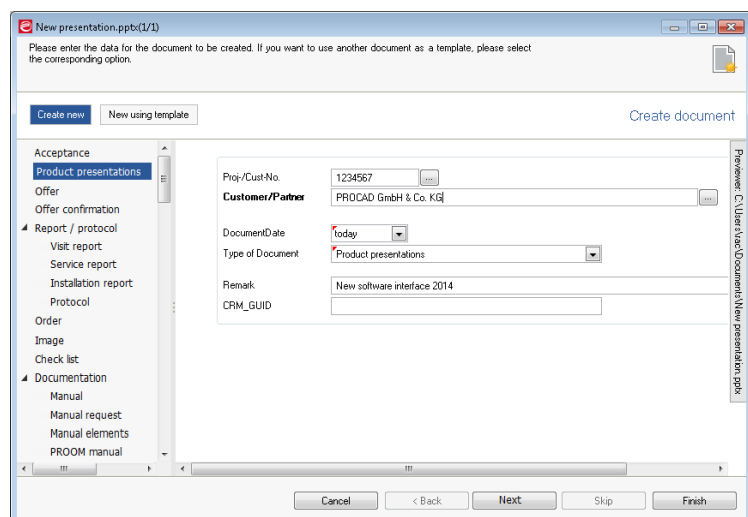 New presentation.pptx(1/1)
Please enter the data for the document to be created. If you want to use another document as a template, please select
the corresponding option.
Create new
New using template
Create document
Acceptance
Product presentations
Offer
Offer confirmation
Report / protocol
Visit report
Service report
Installation report
Protocol
Order
Image
Check list
Documentation
Manual
Manual request
Manual elements
PROOM manual
Proj-/Cust-No.
1234567
...
Customer/Partner
PROCAD GmbH & Co. KG
...
DocumentDate
today
Type of Document
Product presentations
Remark
New software interface 2014
CRM_GUID
Previewer: C:\Users\rac\Documents\New presentation.pptx
Cancel
< Back
Next
Skip
Finish